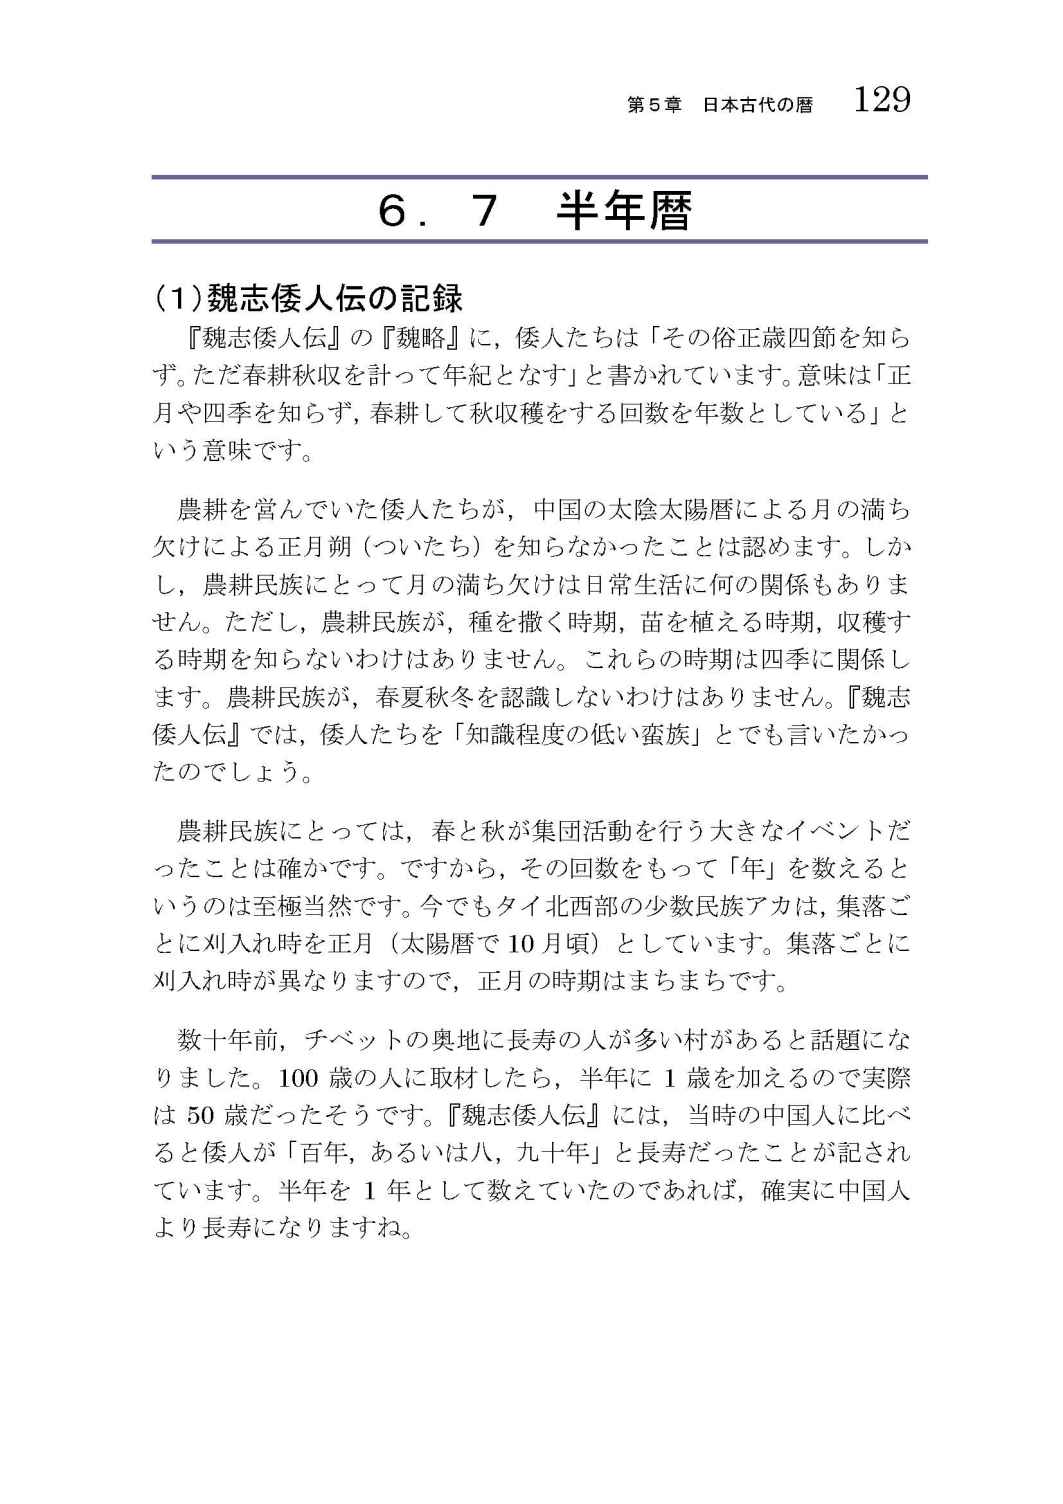 第5章　日本古代の暦　129
６．７　半年暦
(1)魏志倭人伝の記録
『魏志倭人伝』の『魏略』に，倭人たちは「その俗正歳四節を知ら
ず。ただ春耕秋収を計って年紀となす」と書かれています。意味は「正
月や四季を知らず，春耕して秋収穫をする回数を年数としている」と
いう意味です。
農耕を営んでいた倭人たちが，中国の太陰太陽暦による月の満ち
欠けによる正月朔（ついたち）を知らなかったことは認めます。しか
し，農耕民族にとって月の満ち欠けは日常生活に何の関係もありま
せん。ただし，農耕民族が，種を撒く時期，苗を植える時期，収穫す
る時期を知らないわけはありません。これらの時期は四季に関係し
ます。農耕民族が，春夏秋冬を認識しないわけはありません。『魏志
倭人伝』では，倭人たちを「知識程度の低い蛮族」とでも言いたかっ
たのでしょう。
農耕民族にとっては，春と秋が集団活動を行う大きなイベントだ
ったことは確かです。ですから，その回数をもって「年」を数えると
いうのは至極当然です。今でもタイ北西部の少数民族アカは，集落ご
とに刈入れ時を正月（太陽暦で 10 月頃）としています。集落ごとに
刈入れ時が異なりますので，正月の時期はまちまちです。
数十年前，チベットの奥地に長寿の人が多い村があると話題にな
りました。100 歳の人に取材したら，半年に 1 歳を加えるので実際
は 50 歳だったそうです。『魏志倭人伝』には，当時の中国人に比べ
ると倭人が「百年，あるいは八，九十年」と長寿だったことが記され
ています。半年を 1 年として数えていたのであれば，確実に中国人
より長寿になりますね。